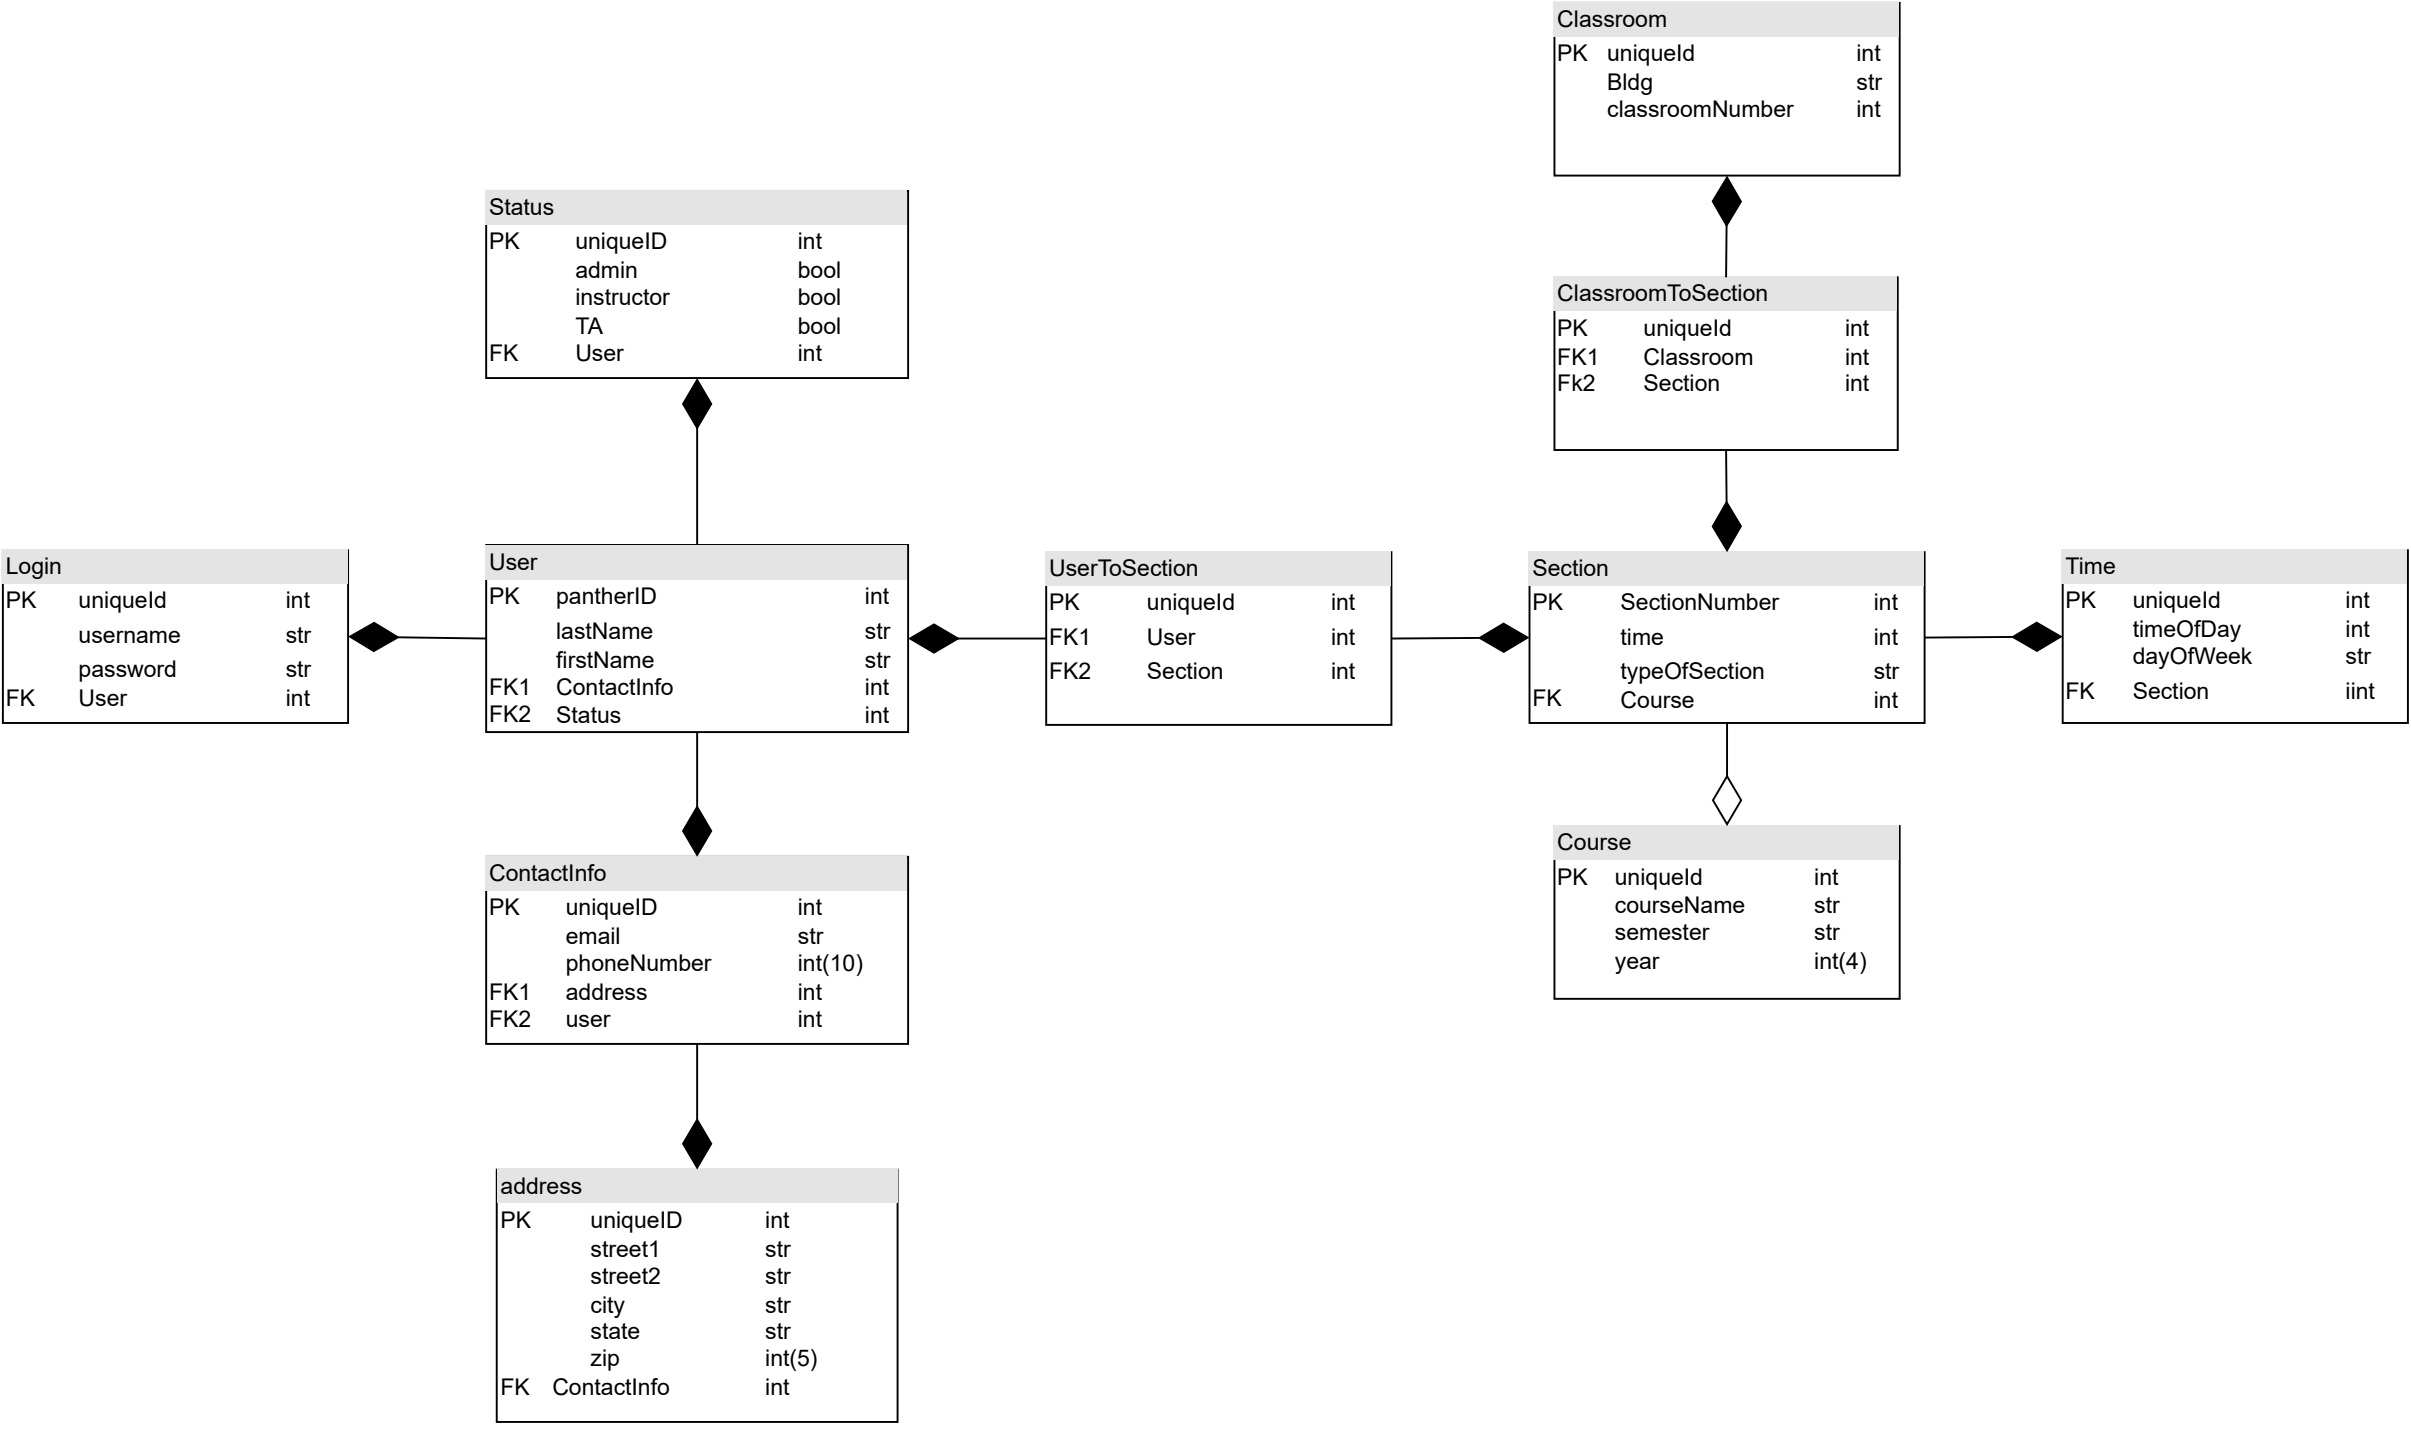 Classroom
PK uniqueId int
Bldg str
classroomNumber int
Status
PK uniqueID int
admin bool
instructor bool
TA bool
FK User int
ClassroomToSection
PK uniqueId int
FK1 Classroom int
Fk2 Section int
Login
PK uniqueId int
username str
password str
FK User int
User
PK pantherID int
lastName str
firstName str
FK1 ContactInfo int
FK2 Status int
UserToSection
PK uniqueId int
FK1 User int
FK2 Section int
Section
PK SectionNumber int
time int
typeOfSection str
FK Course int
Time
PK uniqueId int
timeOfDay int
dayOfWeek str
FK Section iint
ContactInfo
PK uniqueID int
email str
phoneNumber int(10)
FK1 address int
FK2 user int
Course
PK uniqueId int
courseName str
semester str
year int(4)
address
PK uniqueID int
street1 str
street2 str
city str
state str
zip int(5)
FK ContactInfo int